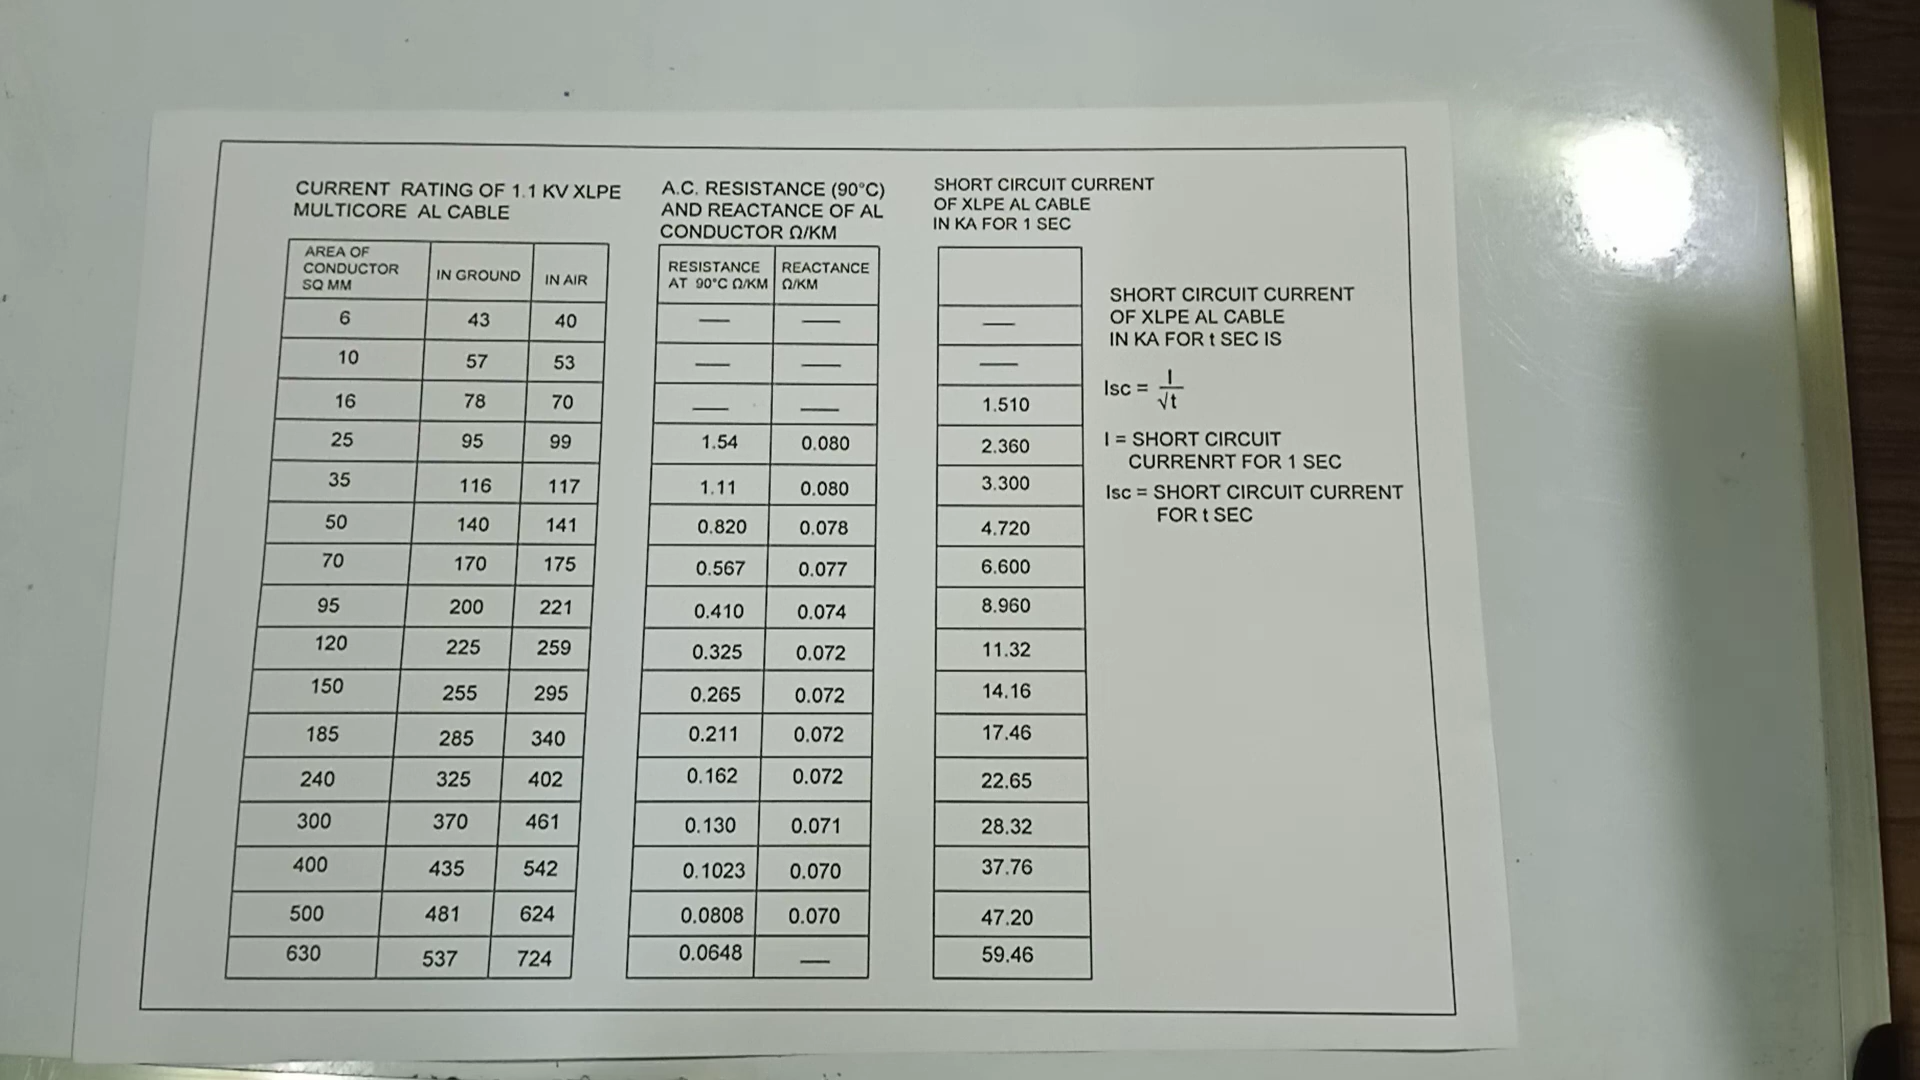 CURRENT RATING OF 1.1 KV XLPE
MULTICORE AL CABLE
AREA OF
CONDUCTOR
SQ MM
IN GROUND
IN AIR
6 43 40
10 57 53
16 78 70
25 95 99
35 116 117
50 140 141
70 170 175
95 200 221
120 225 259
150 255 295
185 285 340
240 325 402
300 370 461
400 435 542
500 481 624
630 537 724
A.C. RESISTANCE (90°C)
AND REACTANCE OF AL
CONDUCTOR Ω/KM
RESISTANCE
AT 90°C Ω/KM
REACTANCE
Ω/KM
— —
— —
— —
1.54 0.080
1.11 0.080
0.820 0.078
0.567 0.077
0.410 0.074
0.325 0.072
0.265 0.072
0.211 0.072
0.162 0.072
0.130 0.071
0.1023 0.070
0.0808 0.070
0.0648 —
SHORT CIRCUIT CURRENT
OF XLPE AL CABLE
IN KA FOR 1 SEC
—
—
1.510
2.360
3.300
4.720
6.600
8.960
11.32
14.16
17.46
22.65
28.32
37.76
47.20
59.46
SHORT CIRCUIT CURRENT
OF XLPE AL CABLE
IN KA FOR t SEC IS
Isc = I/√t
I = SHORT CIRCUIT
CURRENRT FOR 1 SEC
Isc = SHORT CIRCUIT CURRENT
FOR t SEC